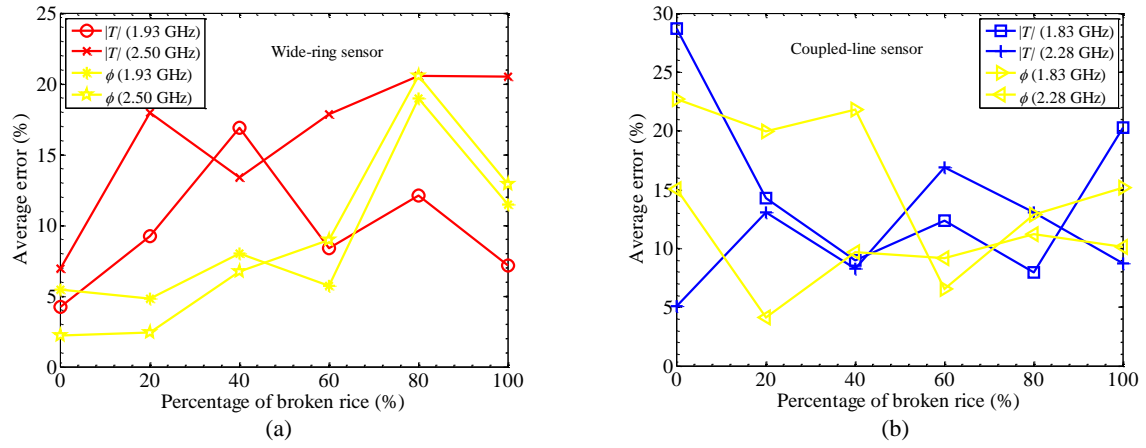 25
20
15
10
5
0
0 20 40 60 80 100
Average error (%)
Percentage of broken rice (%)
|T/ (1.93 GHz)
|T/ (2.50 GHz)
ϕ (1.93 GHz)
ϕ (2.50 GHz)
Wide-ring sensor
(a)
30
25
20
15
10
5
0
0 20 40 60 80 100
Average error (%)
Percentage of broken rice (%)
Coupled-line sensor
|T/ (1.83 GHz)
|T/ (2.28 GHz)
ϕ (1.83 GHz)
ϕ (2.28 GHz)
(b)